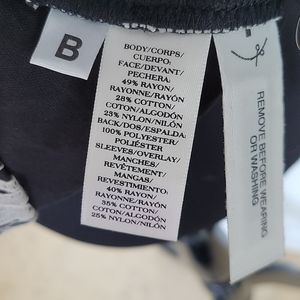 B
BODY/CORPS/
CUERPO:
FACE/DEVANT/
PECHERA:
49% RAYON/
RAYONNE/RAYÓN
28% COTTON/
COTON/ALGODÓN
23% NYLON/NILÓN
BACK/DOS/ESPALDA:
100% POLYESTER/
POLIÉSTER
SLEEVES/OVERLAY/
MANCHES/
REVÊTEMENT/
MANGAS/
REVESTIMIENTO:
40% RAYON/
RAYONNE/RAYÓN
35% COTTON/
COTON/ALGODÓN
25% NYLON/NILÓN
REMOVE BEFORE WEARING
OR WASHING